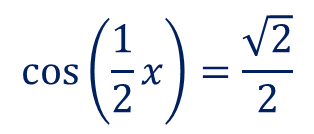 cos(1/2 x) = √2/2